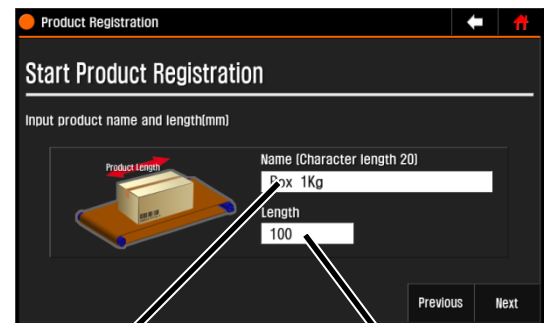 Product Registration
Start Product Registration
Input product name and length(mm)
Product Length
Name (Character length 20)
Box 1Kg
Length
100
Previous
Next